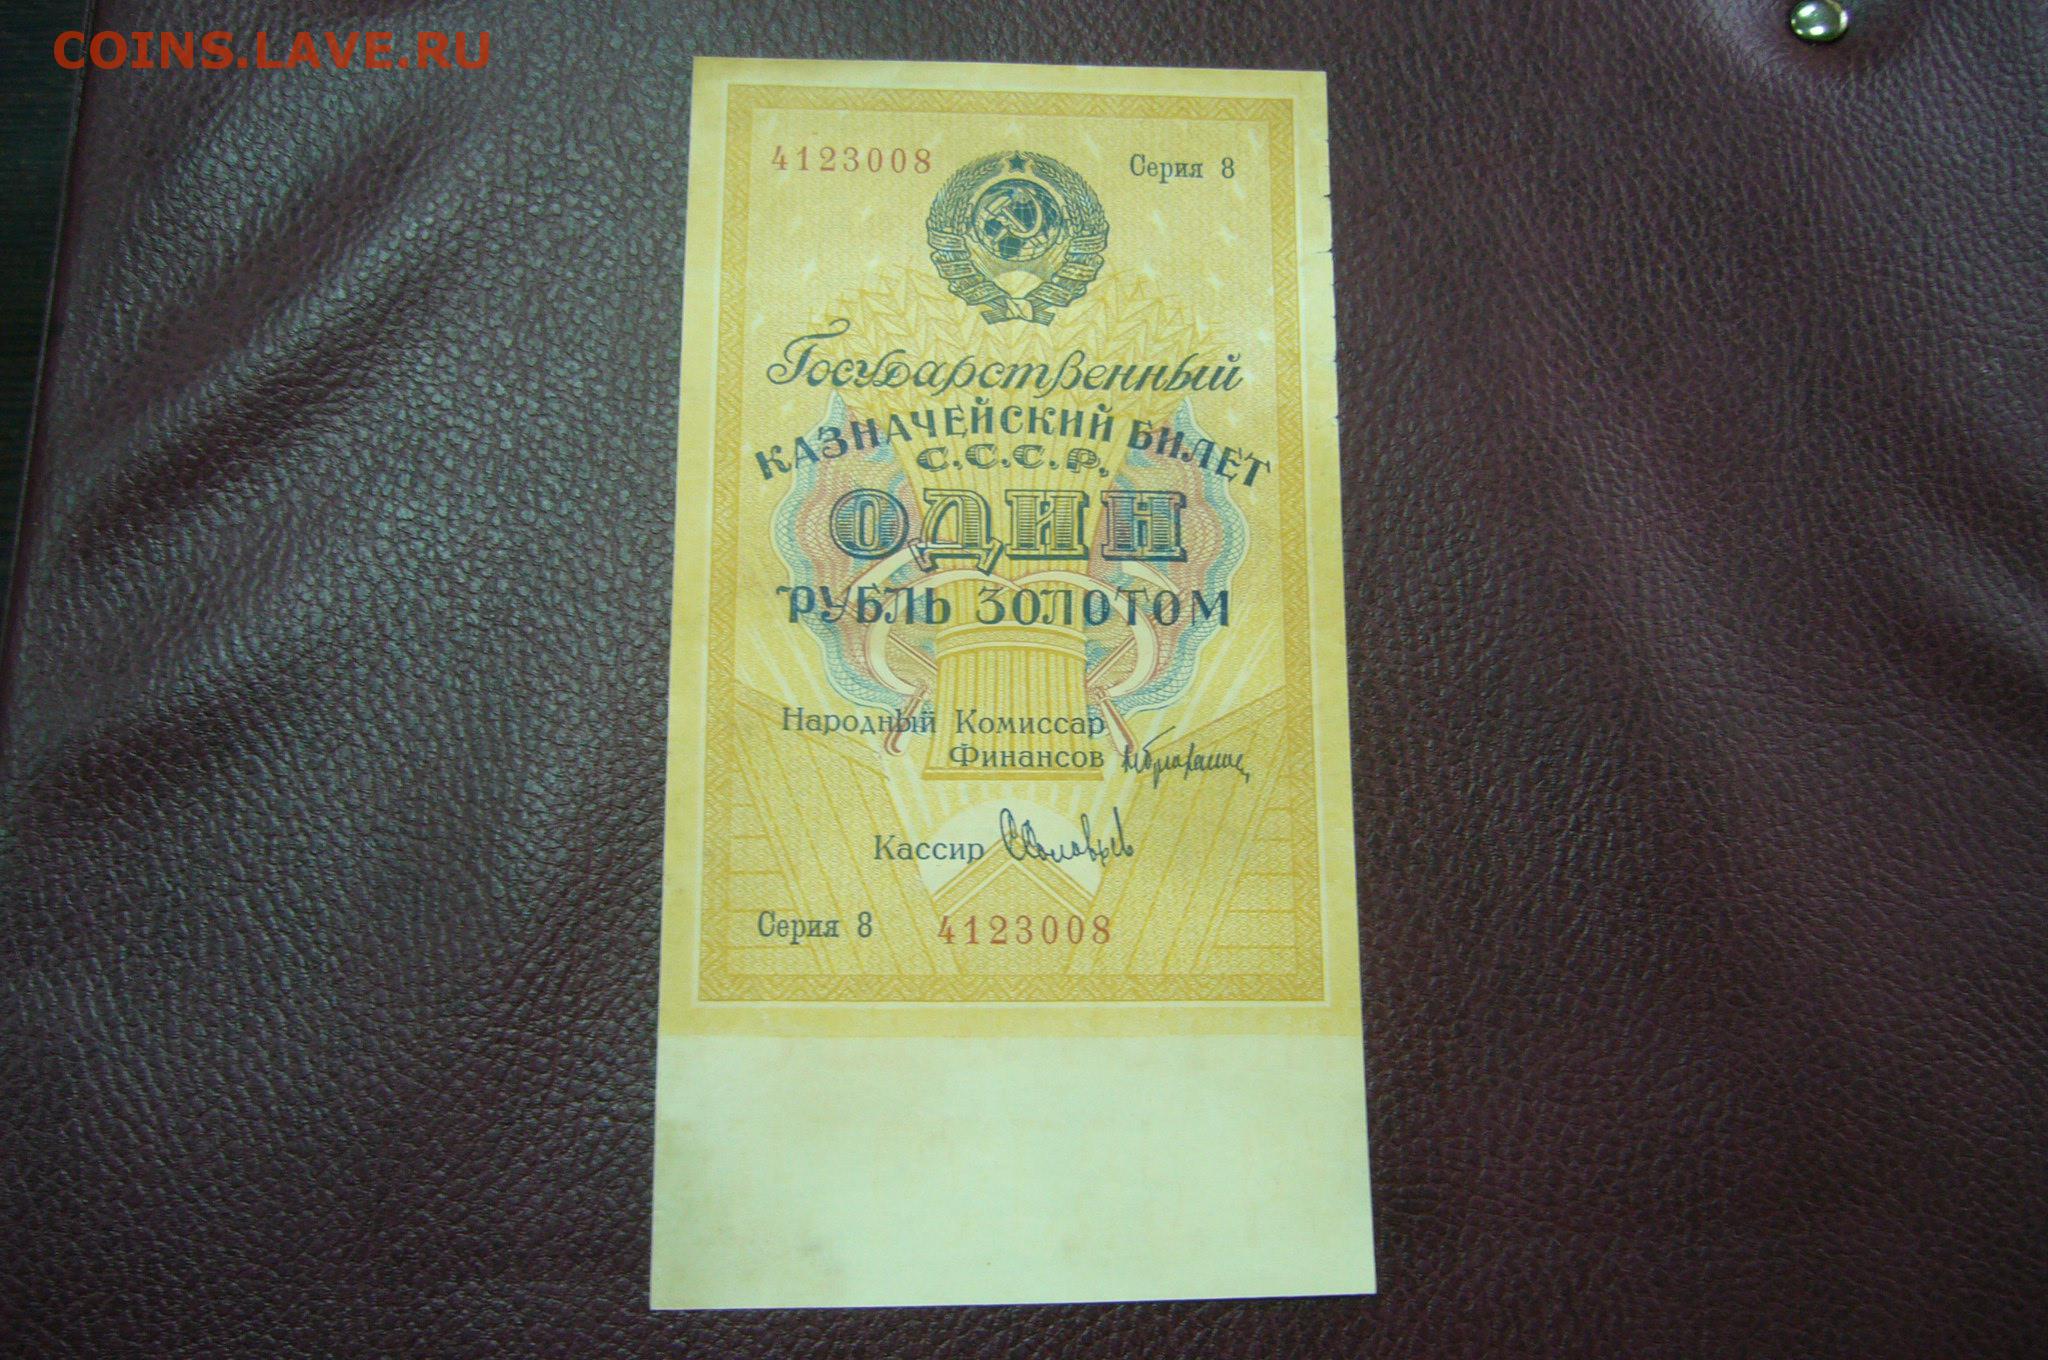 COINS.LAVE.RU
4123008 Серия 8
Государственный
КАЗНАЧЕЙСКИЙ БИЛЕТ
С.С.С.Р.
ОДИН
РУБЛЬ ЗОЛОТОМ
Народный Комиссар
Финансов
Кассир
Серия 8 4123008